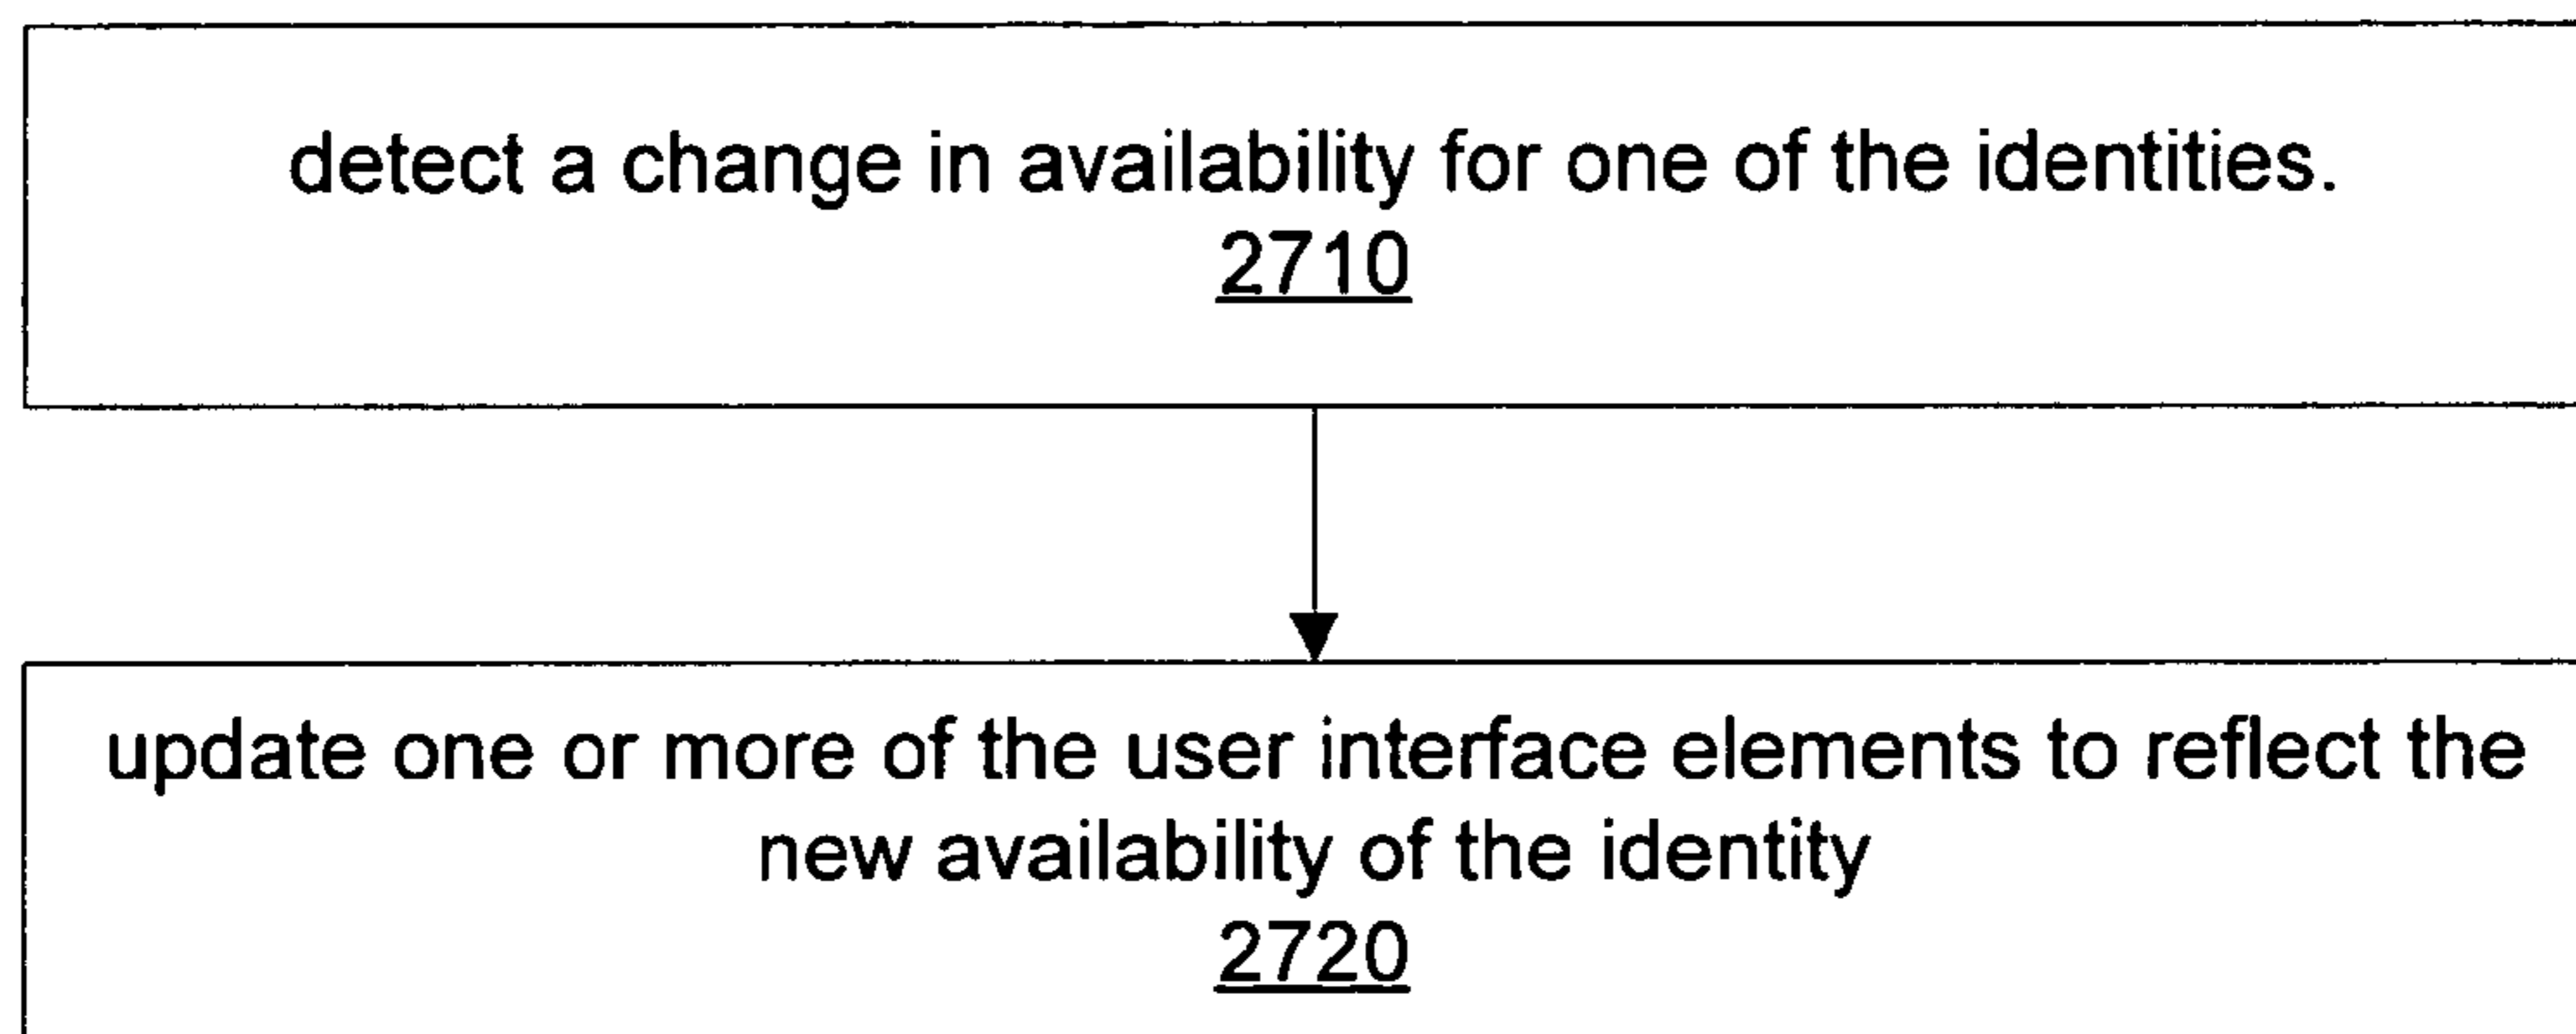 detect a change in availability for one of the identities.
2710
update one or more of the user interface elements to reflect the
new availability of the identity
2720